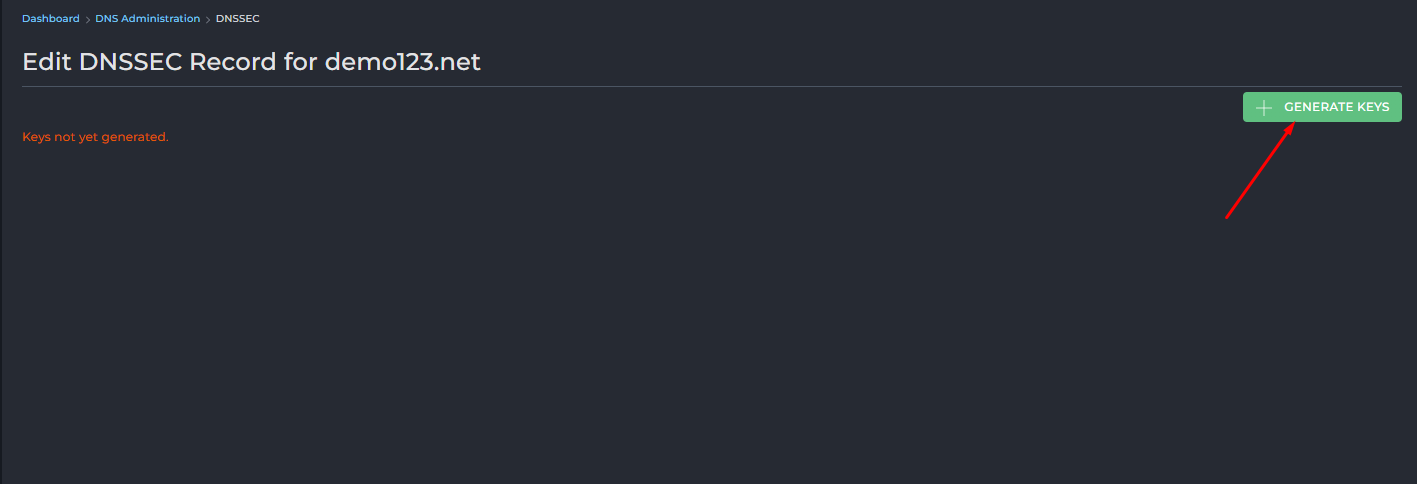 Dashboard > DNS Administration > DNSSEC
Edit DNSSEC Record for demo123.net
GENERATE KEYS
Keys not yet generated.